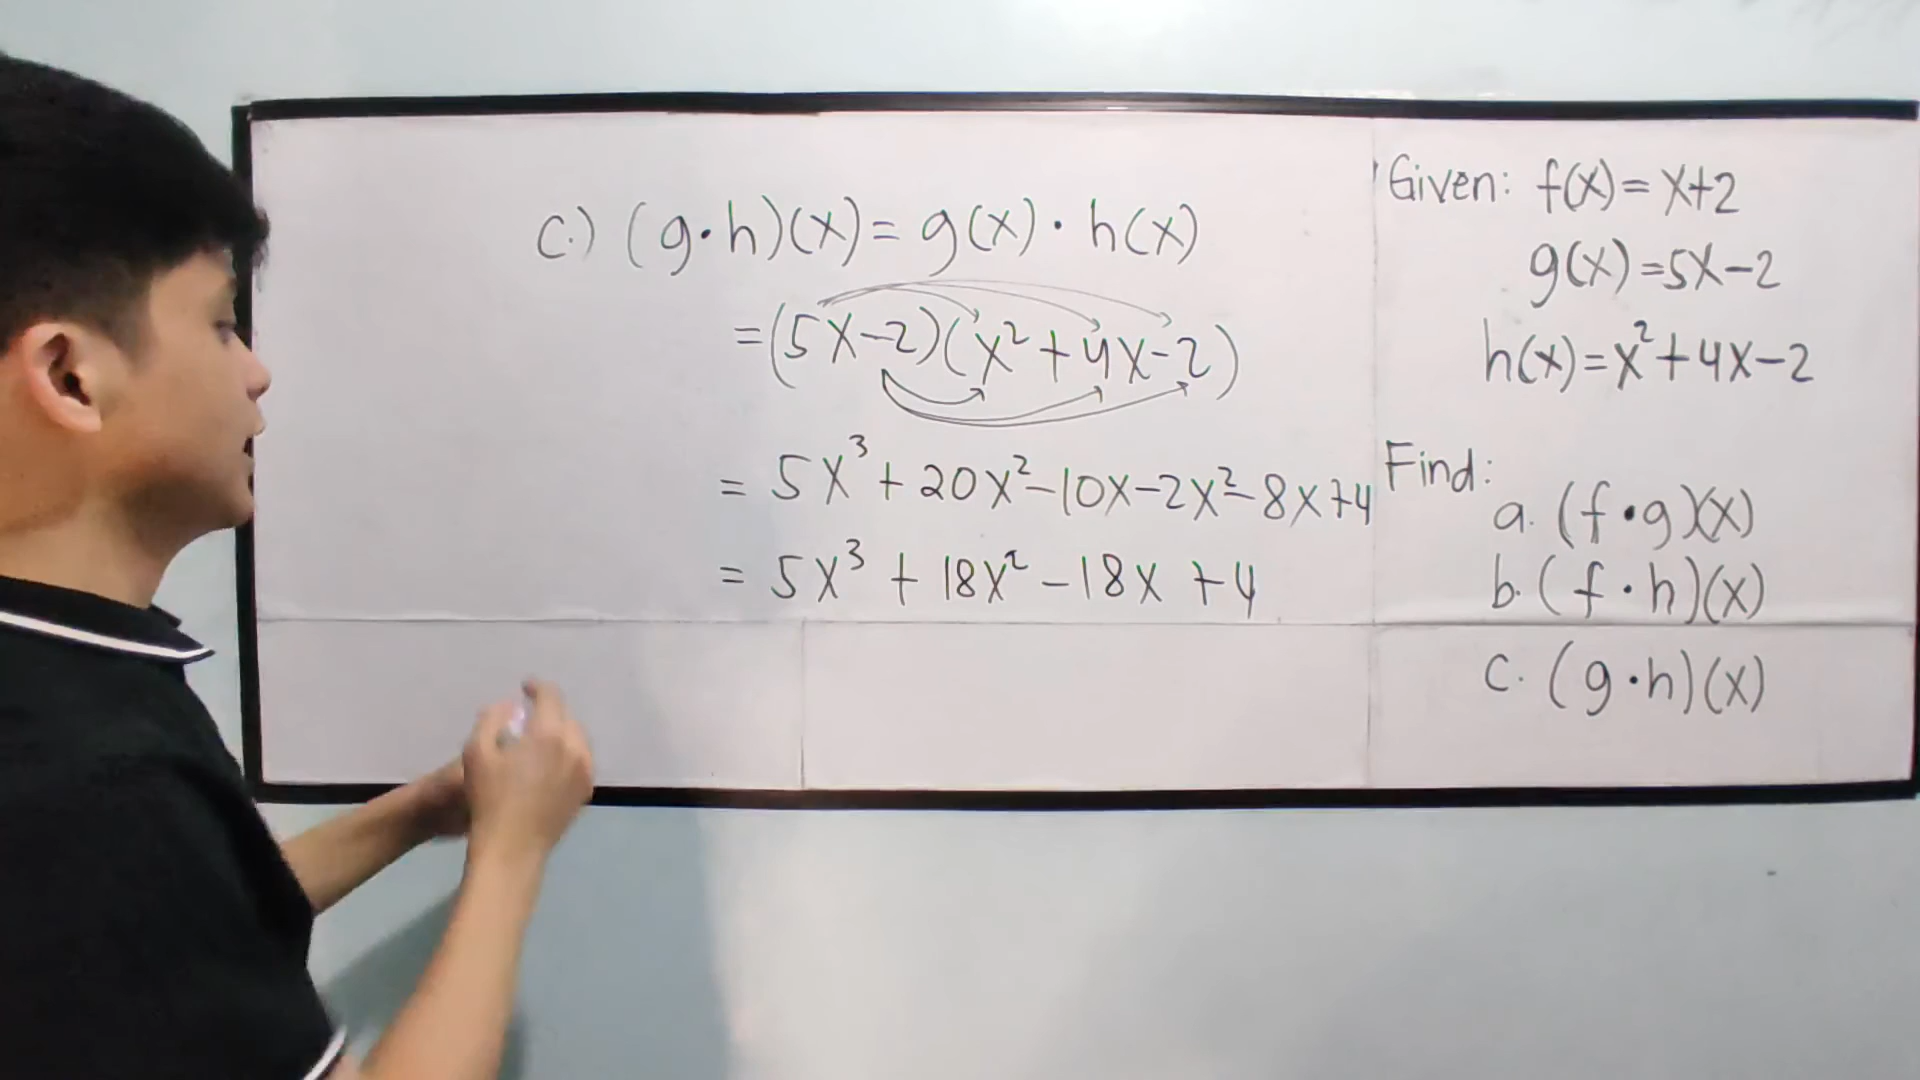 c.) (g•h)(x) = g(x) • h(x)
= (5x-2)(x²+4x-2)
= 5x³ + 20x² - 10x - 2x² - 8x + 4
= 5x³ + 18x² - 18x + 4
Given: f(x) = x+2
g(x) = 5x-2
h(x) = x²+4x-2
Find:
a. (f•g)(x)
b. (f•h)(x)
c. (g•h)(x)